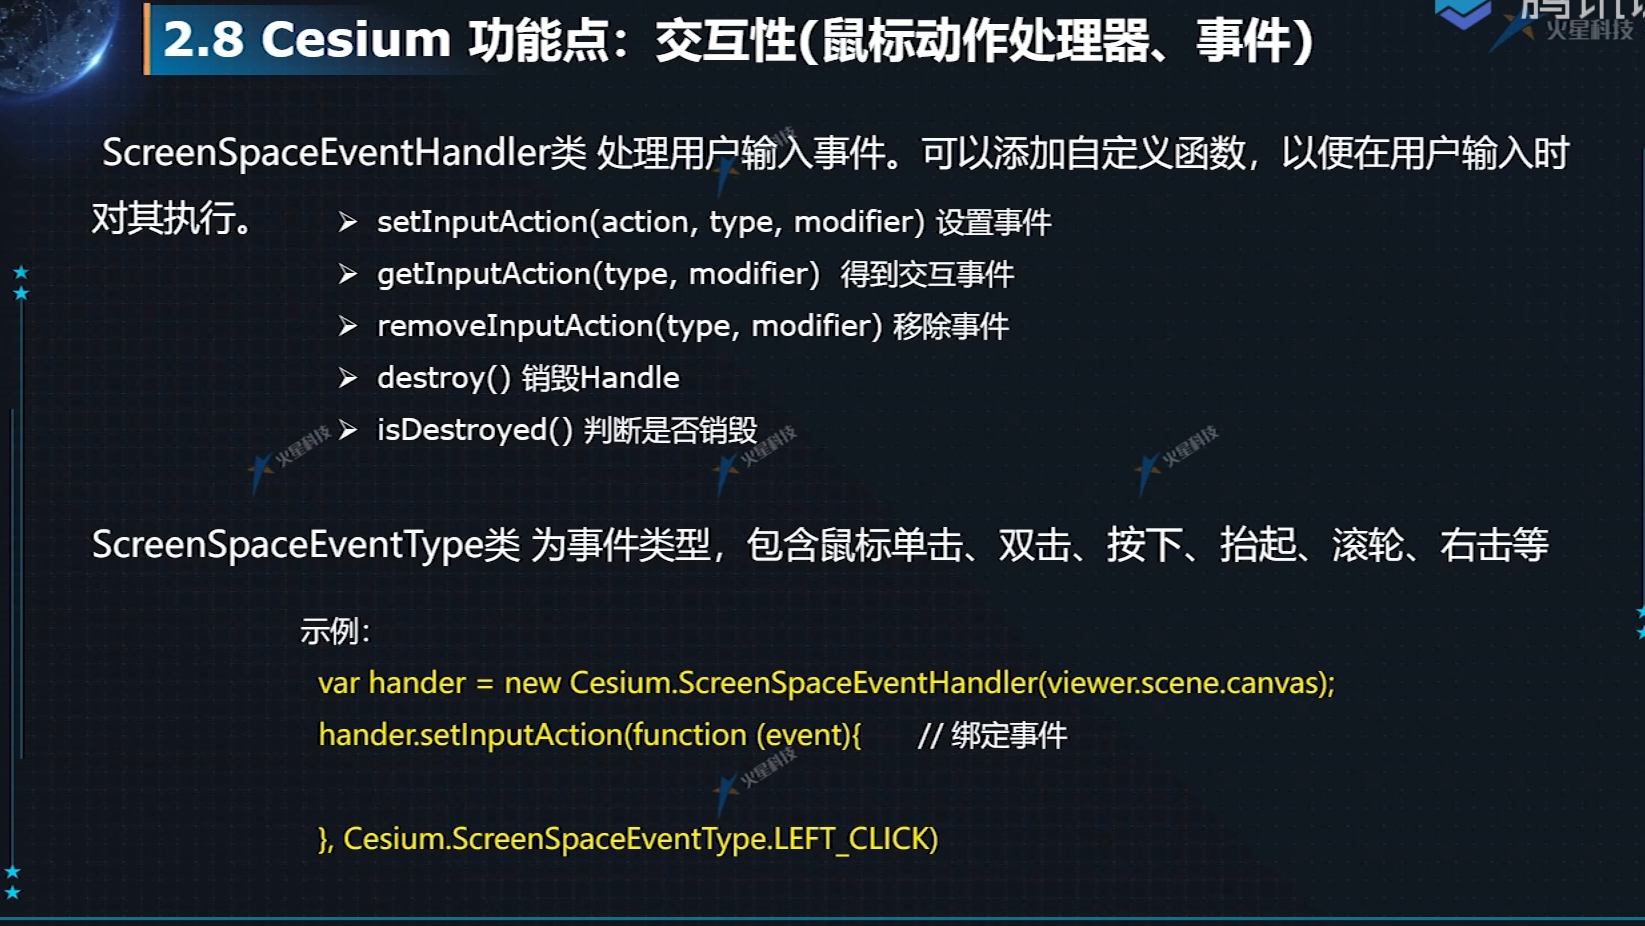 2.8 Cesium 功能点：交互性(鼠标动作处理器、事件)
火星科技
ScreenSpaceEventHandler类 处理用户输入事件。可以添加自定义函数，以便在用户输入时
对其执行。
➢ setInputAction(action, type, modifier) 设置事件
➢ getInputAction(type, modifier) 得到交互事件
➢ removeInputAction(type, modifier) 移除事件
➢ destroy() 销毁Handle
➢ isDestroyed() 判断是否销毁
火星科技
火星科技
火星科技
ScreenSpaceEventType类 为事件类型，包含鼠标单击、双击、按下、抬起、滚轮、右击等
示例：
var hander = new Cesium.ScreenSpaceEventHandler(viewer.scene.canvas);
hander.setInputAction(function (event){ // 绑定事件
火星科技
}, Cesium.ScreenSpaceEventType.LEFT_CLICK)